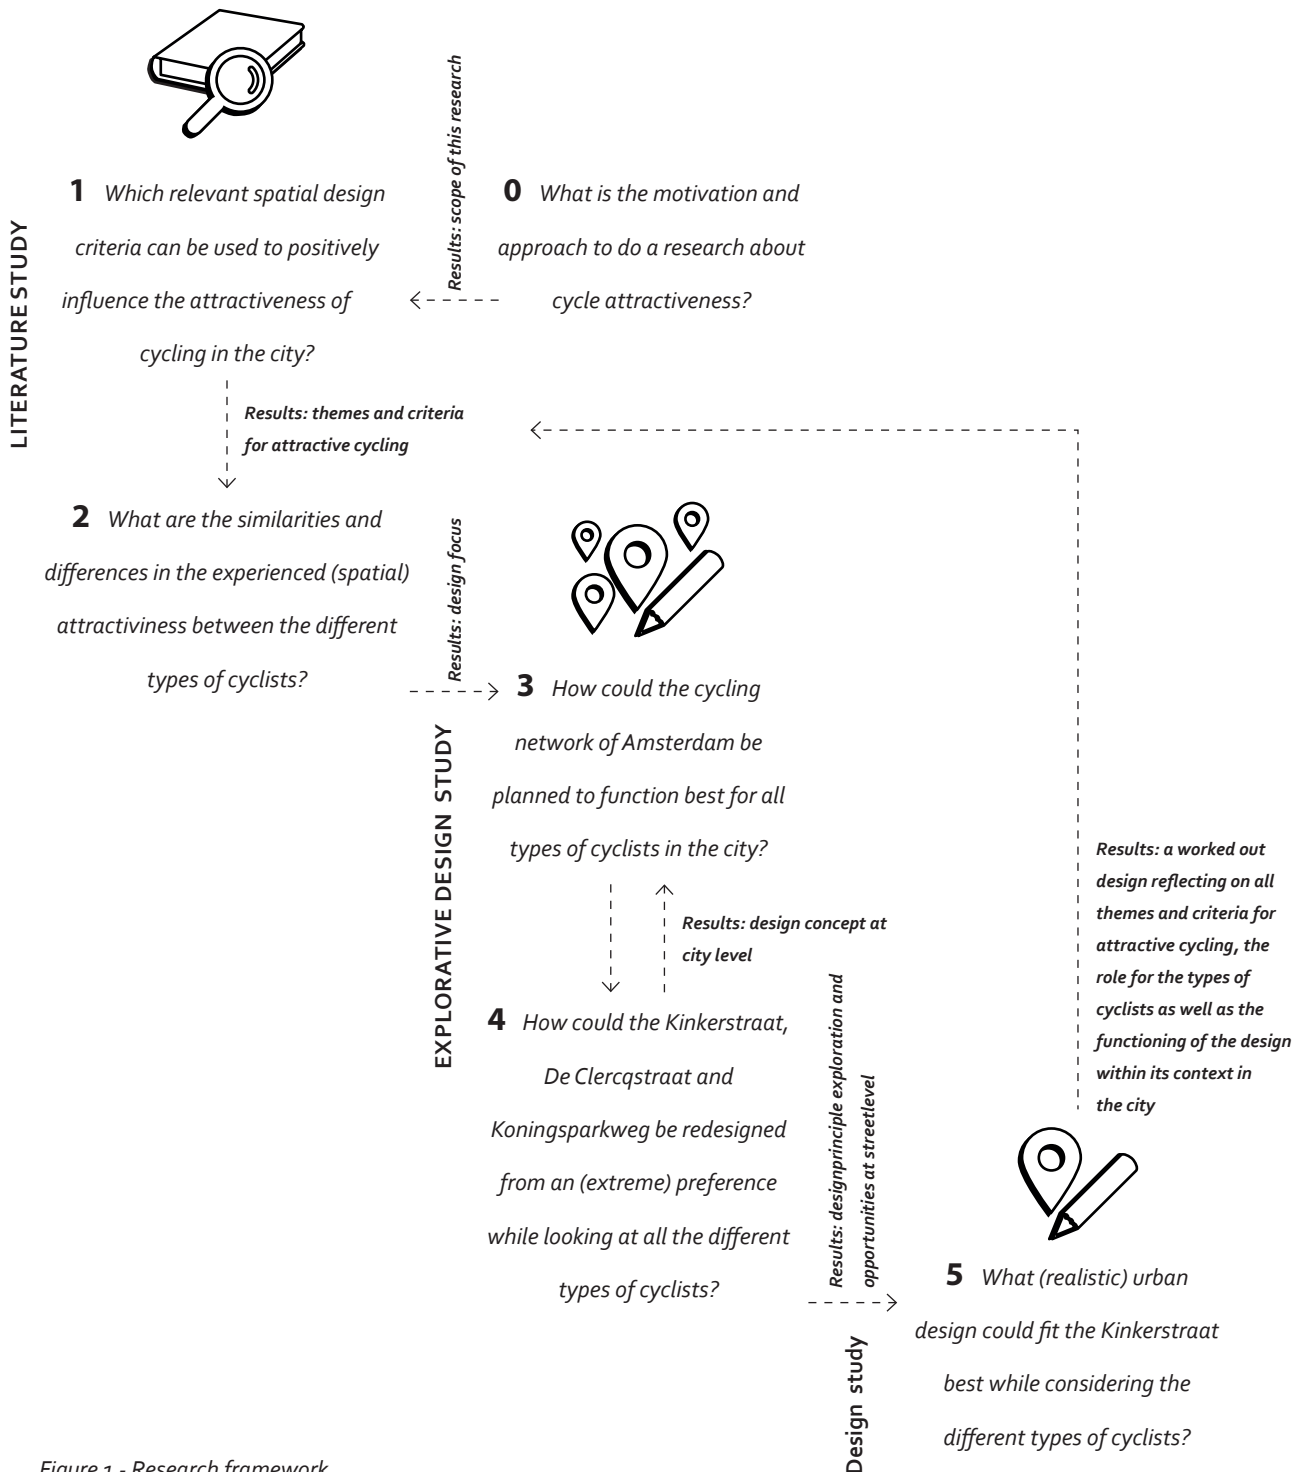 LITERATURE STUDY
1 Which relevant spatial design
criteria can be used to positively
influence the attractiveness of
cycling in the city?
Results: scope of this research
0 What is the motivation and
approach to do a research about
cycle attractiveness?
Results: themes and criteria
for attractive cycling
2 What are the similarities and
differences in the experienced (spatial)
attractiviness between the different
types of cyclists?
Results: design focus
EXPLORATIVE DESIGN STUDY
3 How could the cycling
network of Amsterdam be
planned to function best for all
types of cyclists in the city?
Results: design concept at
city level
4 How could the Kinkerstraat,
De Clercqstraat and
Koningsparkweg be redesigned
from an (extreme) preference
while looking at all the different
types of cyclists?
Results: designprinciple exploration and
opportunities at streetlevel
Results: a worked out
design reflecting on all
themes and criteria for
attractive cycling, the
role for the types of
cyclists as well as the
functioning of the design
within its context in
the city
Design study
5 What (realistic) urban
design could fit the Kinkerstraat
best while considering the
different types of cyclists?
Figure 1 - Research framework